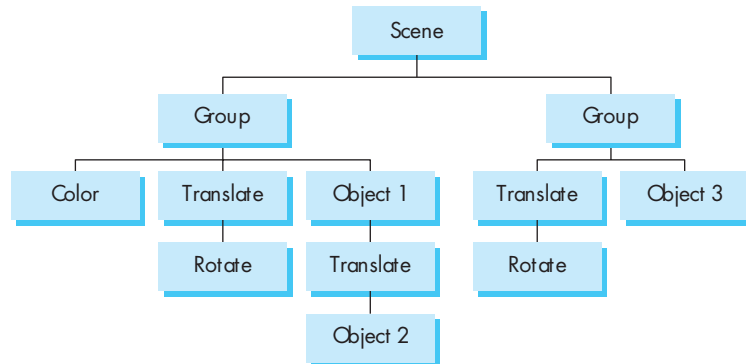 Scene
Group
Group
Color
Translate
Object 1
Translate
Object 3
Rotate
Translate
Rotate
Object 2